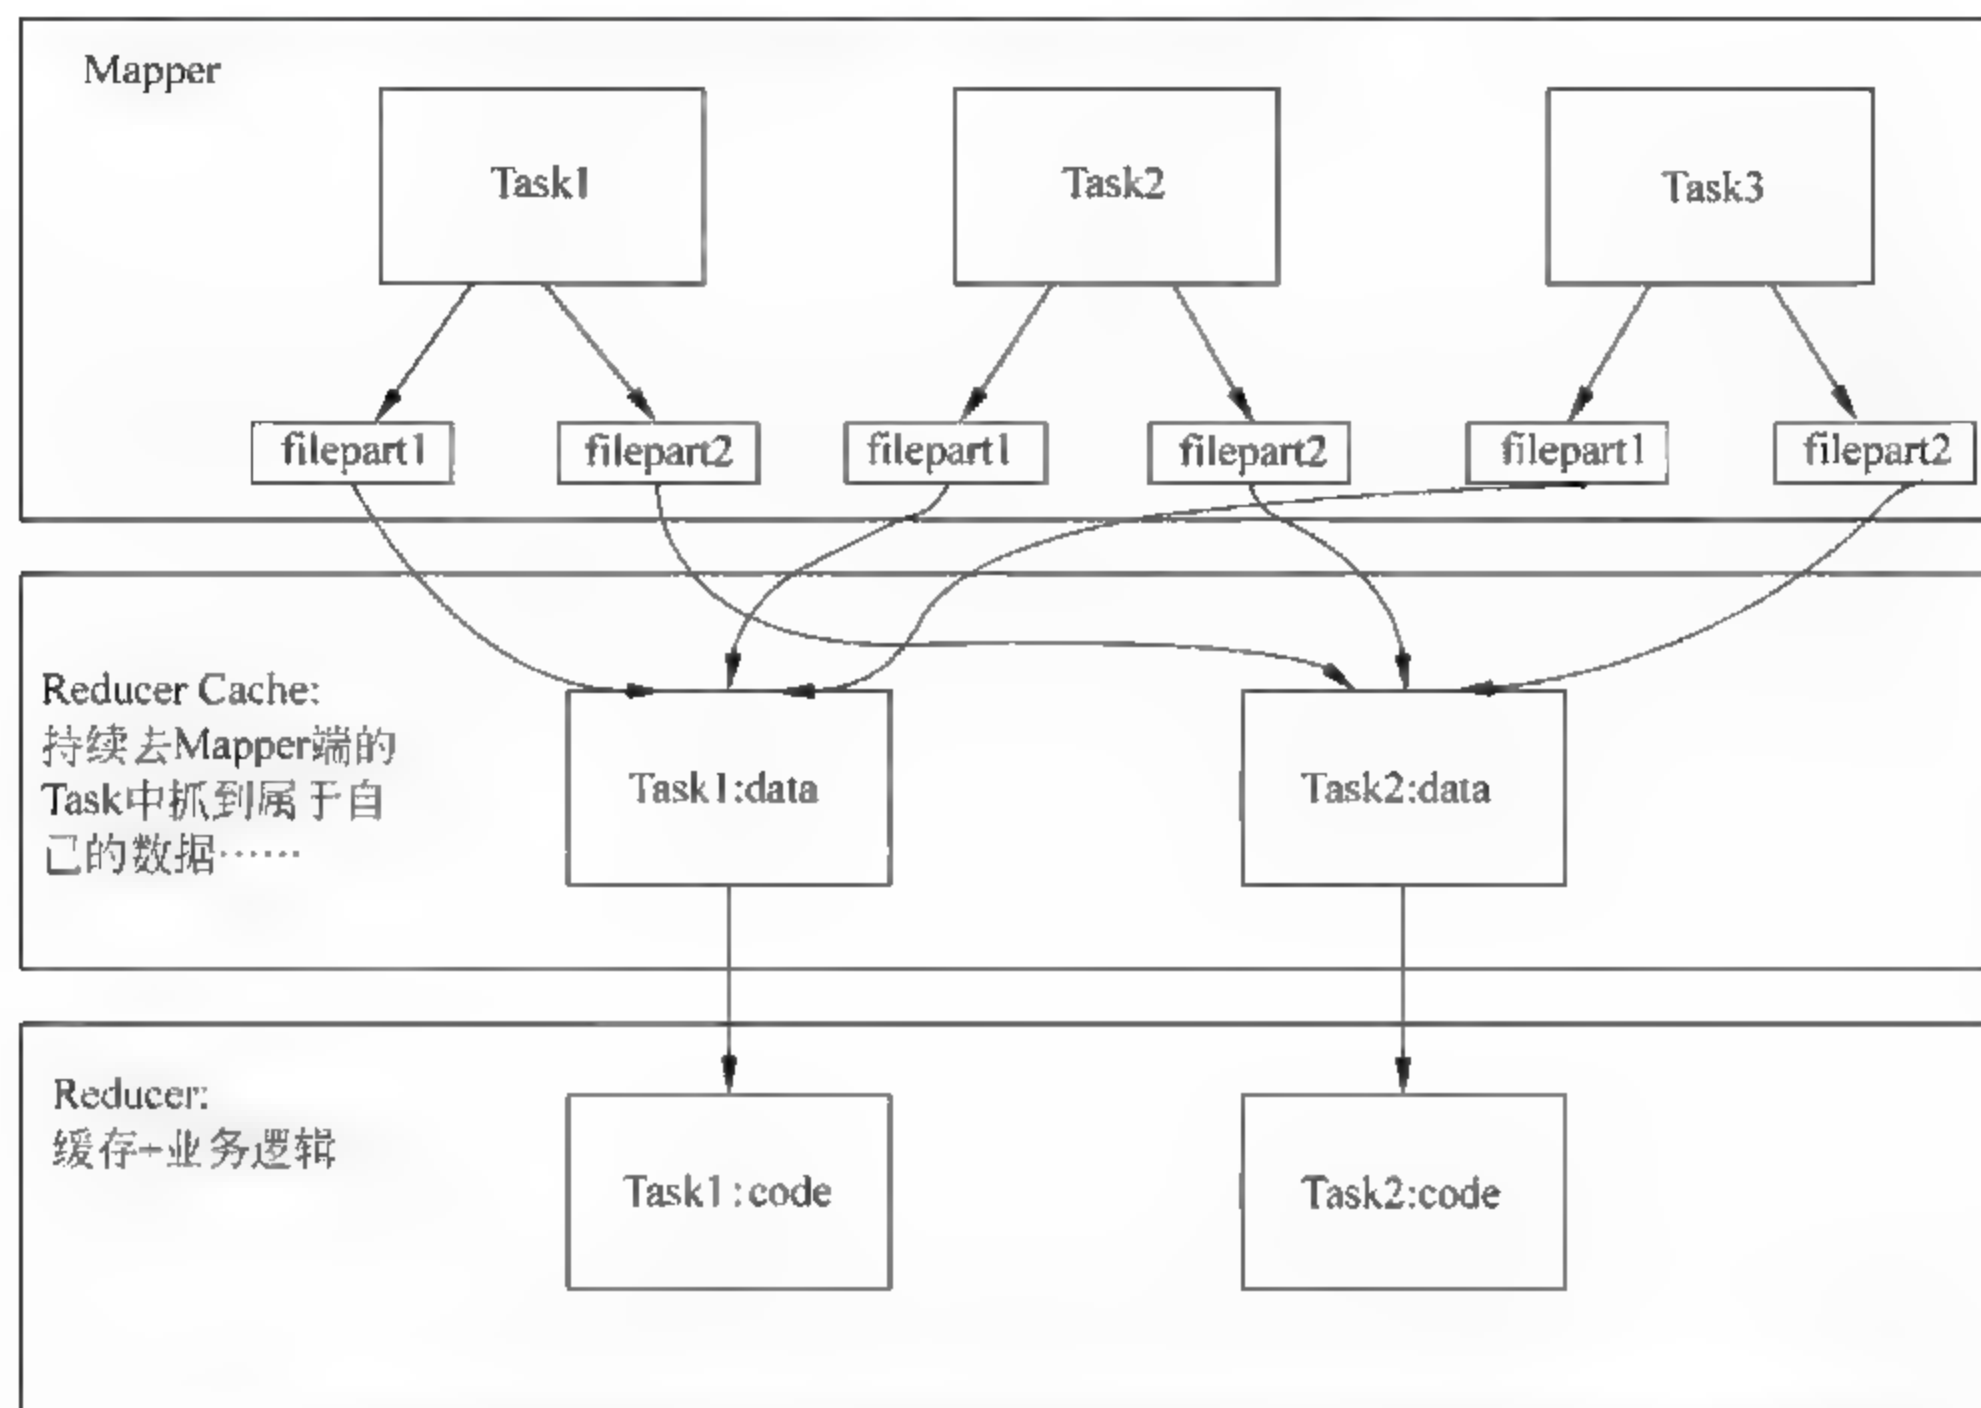 Mapper
Task1
Task2
Task3
filepart1
filepart2
filepart1
filepart2
filepart1
filepart2
Reducer Cache:
持续去Mapper端的
Task中抓到属于自
己的数据……
Task1:data
Task2:data
Reducer:
缓存+业务逻辑
Task1:code
Task2:code